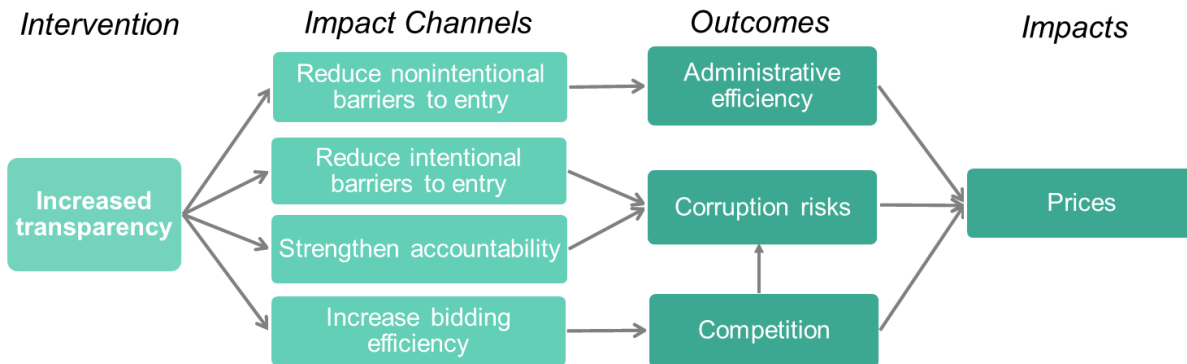 Intervention
Impact Channels
Outcomes
Impacts
Increased
transparency
Reduce nonintentional
barriers to entry
Reduce intentional
barriers to entry
Strengthen accountability
Increase bidding
efficiency
Administrative
efficiency
Corruption risks
Competition
Prices